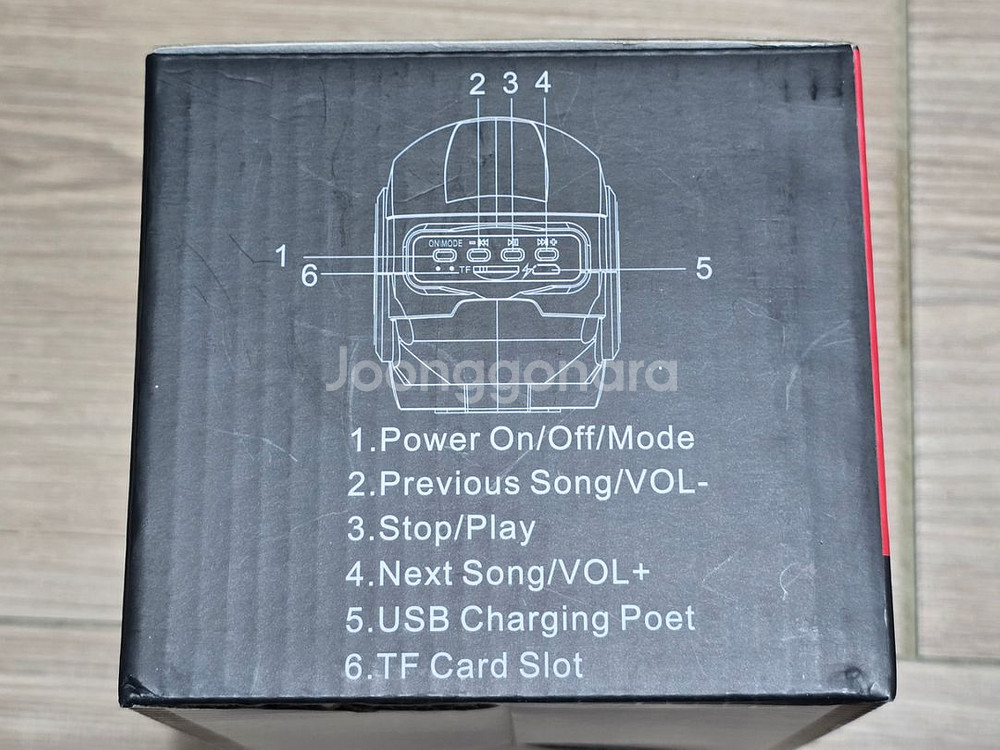 2 3 4
ON MODE
TF
1
6
5
Joonggonara
1.Power On/Off/Mode
2.Previous Song/VOL-
3.Stop/Play
4.Next Song/VOL+
5.USB Charging Poet
6.TF Card Slot